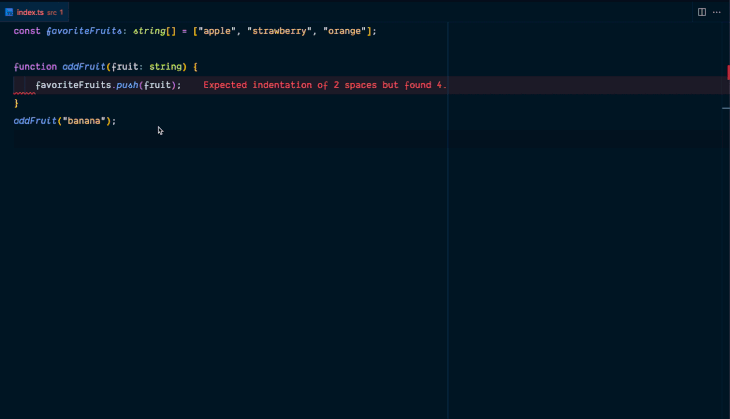 index.ts src 1
const favoriteFruits: string[] = ["apple", "strawberry", "orange"];
function addFruit(fruit: string) {
favoriteFruits.push(fruit); Expected indentation of 2 spaces but found 4.
}
addFruit("banana");